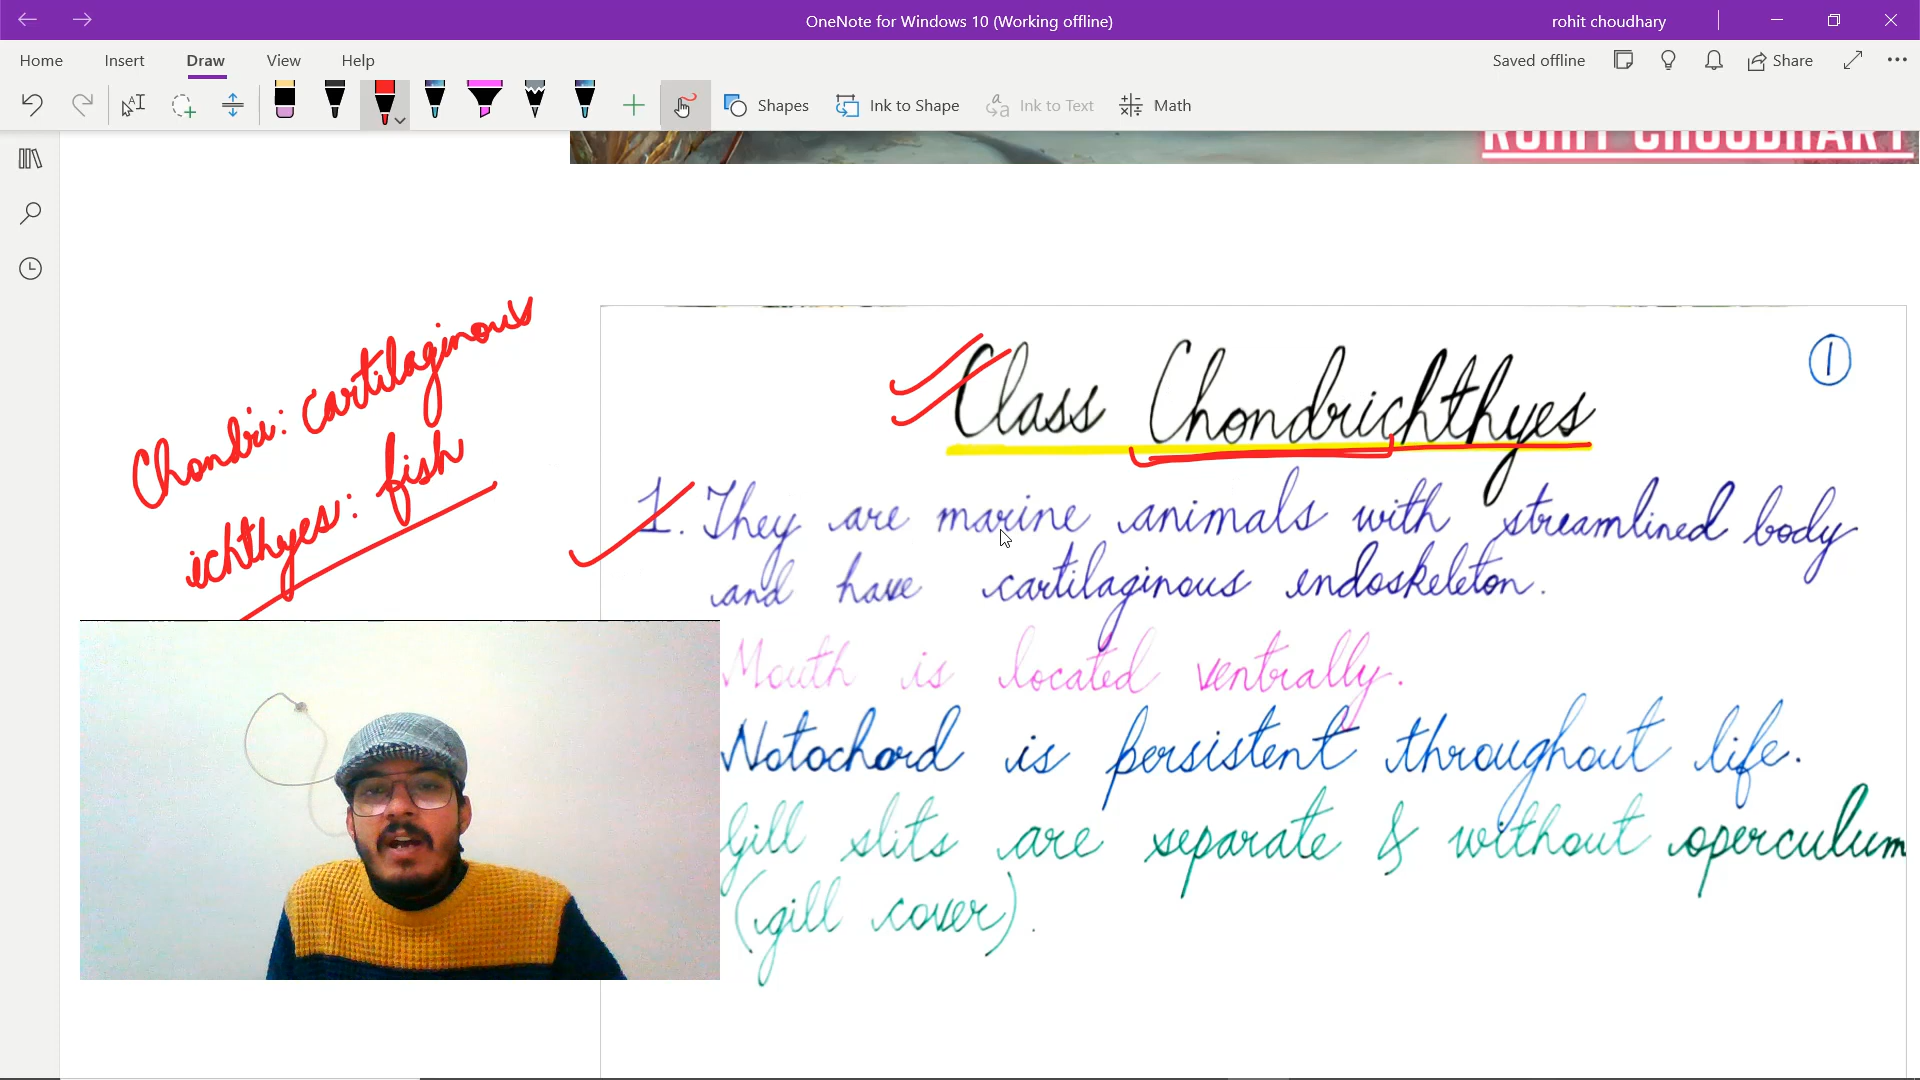 OneNote for Windows 10 (Working offline)
rohit choudhary
Home Insert Draw View Help
Saved offline Share
Shapes Ink to Shape Ink to Text Math
ROHIT CHOUDHARY
Chondri: cartilaginous
ichthyes: fish
Class Chondrichthyes
1
1. They are marine animals with streamlined body
and have cartilaginous endoskeleton.
Mouth is located ventrally.
Notochord is persistent throughout life.
Gill slits are separate & without operculum
(gill cover).